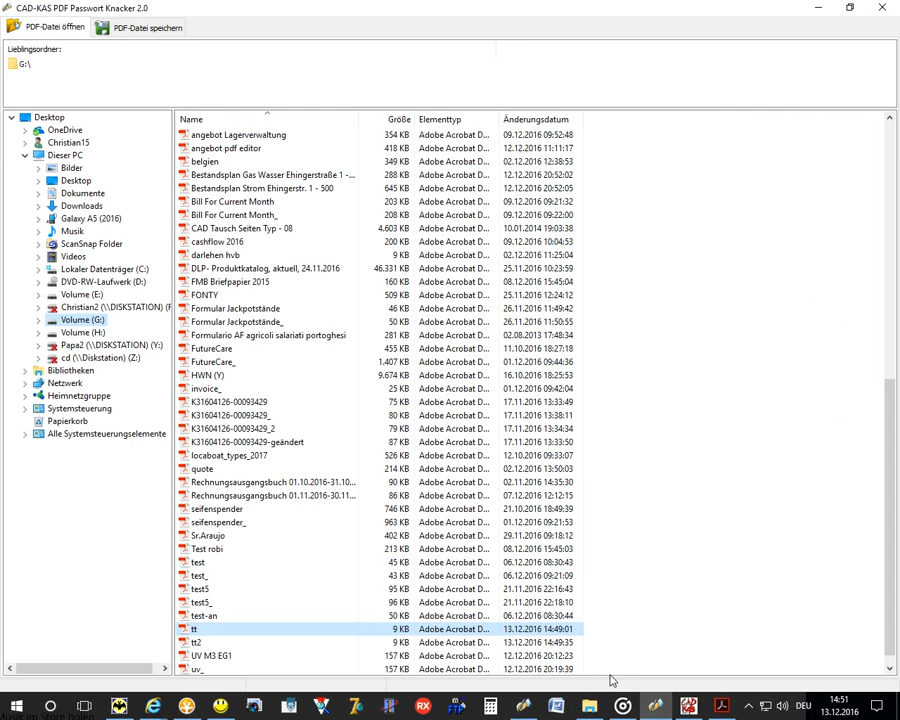 CAD-KAS PDF Passwort Knacker 2.0
PDF-Datei öffnen PDF-Datei speichern
Lieblingsordner:
G:\
Desktop
OneDrive
Christian15
Dieser PC
Bilder
Desktop
Dokumente
Downloads
Galaxy A5 (2016)
Musik
ScanSnap Folder
Videos
Lokaler Datenträger (C:)
DVD-RW-Laufwerk (D:)
Volume (E:)
Christian2 (\\DISKSTATION) (F
Volume (G:)
Volume (H:)
Papa2 (\\DISKSTATION) (Y:)
cd (\\Diskstation) (Z:)
Bibliotheken
Netzwerk
Heimnetzgruppe
Systemsteuerung
Papierkorb
Alle Systemsteuerungselemente
Name Größe Elementtyp Änderungsdatum
angebot Lagerverwaltung 354 KB Adobe Acrobat D... 09.12.2016 09:52:48
angebot pdf editor 418 KB Adobe Acrobat D... 12.12.2016 11:11:17
belgien 349 KB Adobe Acrobat D... 02.12.2016 12:38:53
Bestandsplan Gas Wasser Ehingerstraße 1 -... 288 KB Adobe Acrobat D... 12.12.2016 20:52:02
Bestandsplan Strom Ehingerstr. 1 - 500 645 KB Adobe Acrobat D... 12.12.2016 20:52:05
Bill For Current Month 203 KB Adobe Acrobat D... 09.12.2016 09:21:32
Bill For Current Month_ 208 KB Adobe Acrobat D... 09.12.2016 09:22:00
CAD Tausch Seiten Typ - 08 4.603 KB Adobe Acrobat D... 10.01.2014 19:03:38
cashflow 2016 200 KB Adobe Acrobat D... 09.12.2016 10:04:53
darlehen hvb 9 KB Adobe Acrobat D... 02.12.2016 11:25:04
DLP- Produktkatalog, aktuell, 24.11.2016 46.331 KB Adobe Acrobat D... 25.11.2016 10:23:59
FMB Briefpapier 2015 160 KB Adobe Acrobat D... 08.12.2016 15:45:04
FONTY 509 KB Adobe Acrobat D... 25.11.2016 12:24:12
Formular Jackpotstände 46 KB Adobe Acrobat D... 26.11.2016 11:49:42
Formular Jackpotstände_ 50 KB Adobe Acrobat D... 26.11.2016 11:50:55
Formulario AF agricoli salariati portoghesi 281 KB Adobe Acrobat D... 02.08.2013 17:48:34
FutureCare 455 KB Adobe Acrobat D... 11.10.2016 18:27:18
FutureCare_ 1.407 KB Adobe Acrobat D... 01.12.2016 09:44:36
HWN (Y) 9.674 KB Adobe Acrobat D... 16.10.2016 18:25:53
invoice_ 25 KB Adobe Acrobat D... 01.12.2016 09:42:04
K31604126-00093429 75 KB Adobe Acrobat D... 17.11.2016 13:33:49
K31604126-00093429_ 80 KB Adobe Acrobat D... 17.11.2016 13:38:11
K31604126-00093429_2 79 KB Adobe Acrobat D... 17.11.2016 13:34:34
K31604126-00093429-geändert 87 KB Adobe Acrobat D... 17.11.2016 13:33:50
locaboat_types_2017 526 KB Adobe Acrobat D... 12.10.2016 09:33:07
quote 214 KB Adobe Acrobat D... 02.12.2016 13:50:03
Rechnungsausgangsbuch 01.10.2016-31.10... 90 KB Adobe Acrobat D... 02.11.2016 14:35:30
Rechnungsausgangsbuch 01.11.2016-30.11... 86 KB Adobe Acrobat D... 07.12.2016 12:12:15
seifenspender 746 KB Adobe Acrobat D... 21.10.2016 18:49:39
seifenspender_ 963 KB Adobe Acrobat D... 01.12.2016 09:21:53
Sr.Araujo 402 KB Adobe Acrobat D... 29.11.2016 09:18:12
Test robi 213 KB Adobe Acrobat D... 08.12.2016 15:45:03
test 45 KB Adobe Acrobat D... 06.12.2016 08:30:43
test_ 43 KB Adobe Acrobat D... 06.12.2016 09:21:09
test5 95 KB Adobe Acrobat D... 21.11.2016 22:16:43
test5_ 96 KB Adobe Acrobat D... 21.11.2016 22:18:10
test-an 50 KB Adobe Acrobat D... 06.12.2016 08:30:44
tt 9 KB Adobe Acrobat D... 13.12.2016 14:49:01
tt2 9 KB Adobe Acrobat D... 13.12.2016 14:49:35
UV M3 EG1 157 KB Adobe Acrobat D... 12.12.2016 20:12:23
uv_ 157 KB Adobe Acrobat D... 12.12.2016 20:19:39
RX FTP DEU 14:51
13.12.2016